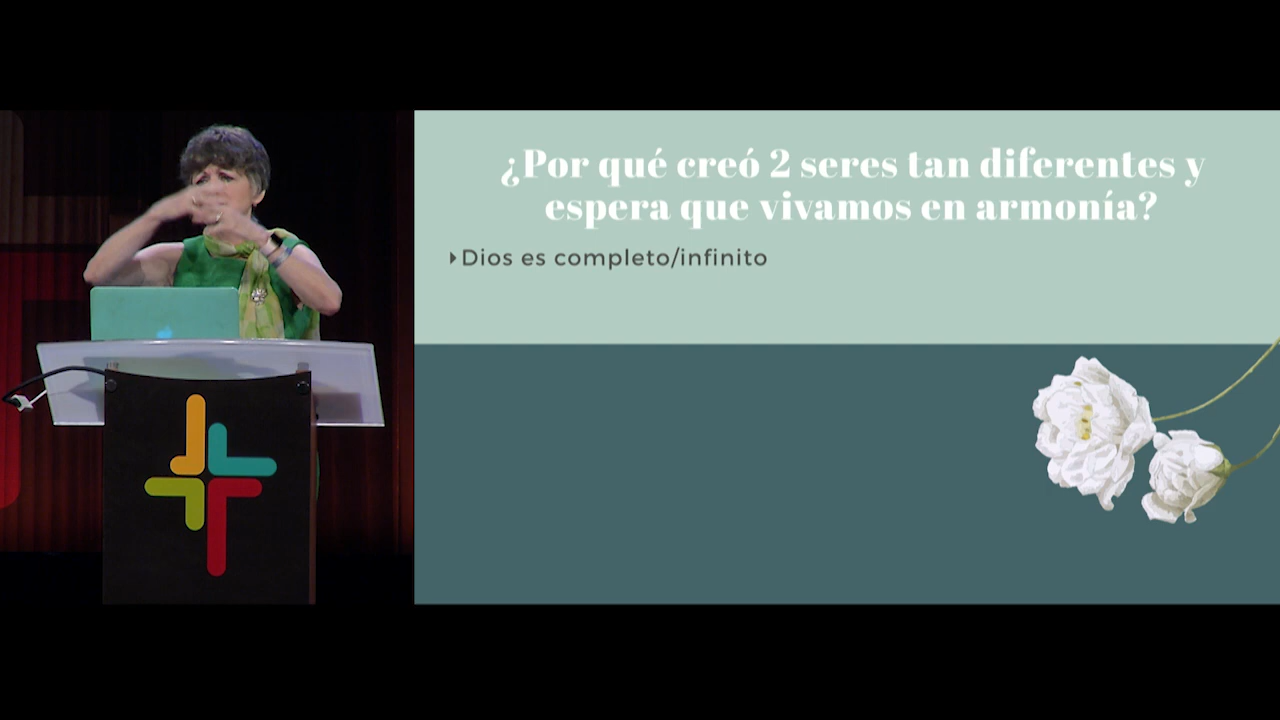 ¿Por qué creó 2 seres tan diferentes y
espera que vivamos en armonía?
Dios es completo/infinito